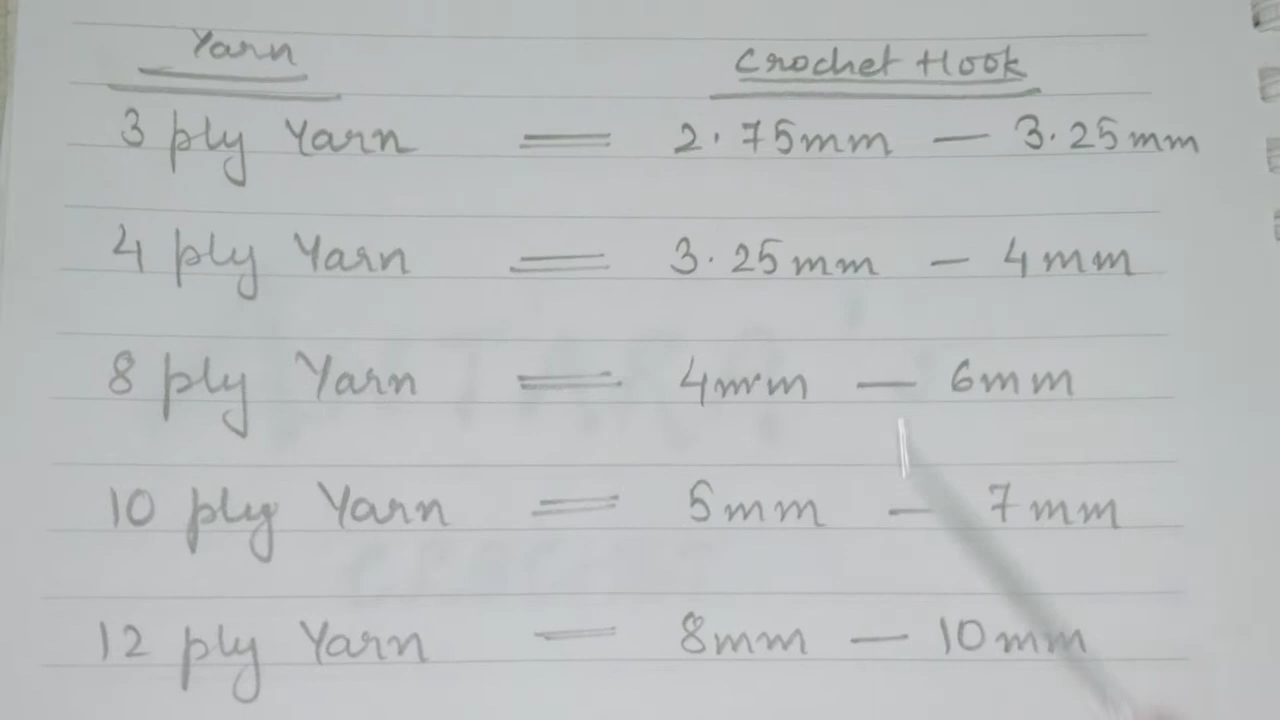 Yarn Crochet Hook
3 ply Yarn = 2.75mm — 3.25mm
4 ply Yarn = 3.25mm — 4mm
8 ply Yarn = 4mm — 6mm
10 ply Yarn = 5mm — 7mm
12 ply Yarn = 8mm — 10mm